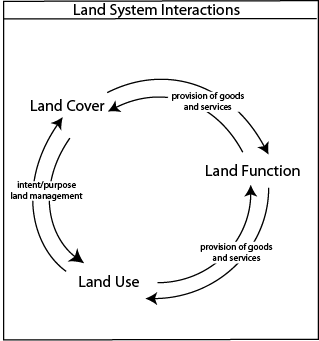 Land System Interactions
provision of goods
and services
Land Cover
Land Function
intent/purpose
land management
provision of goods
and services
Land Use